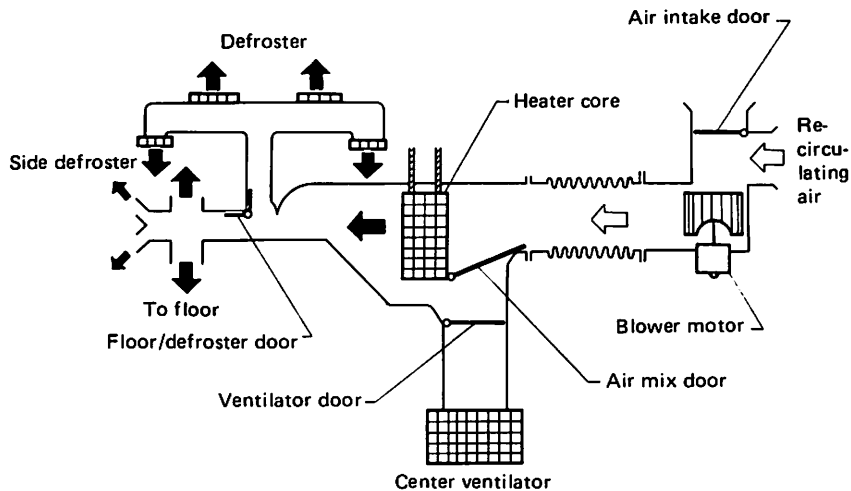 Air intake door
Defroster
Heater core
Re-
circu-
lating
air
Side defroster
To floor
Floor/defroster door
Blower motor
Air mix door
Ventilator door
Center ventilator